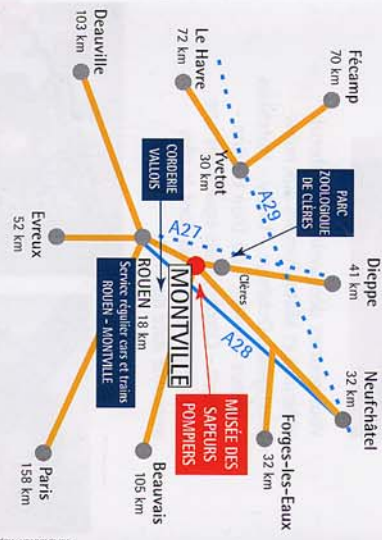 Fécamp
70 km
Le Havre
72 km
Yvetot
30 km
Deauville
103 km
Evreux
52 km
PARC
ZOOLOGIQUE
DE CLÈRES
A29
A27
A28
Dieppe
41 km
Clères
Neufchâtel
32 km
CORDERIE
VALLOIS
ROUEN 18 km
MONTVILLE
MUSÉE DES
SAPEURS
POMPIERS
Forges-les-Eaux
32 km
Service régulier cars et trains
ROUEN - MONTVILLE
Beauvais
105 km
Paris
158 km